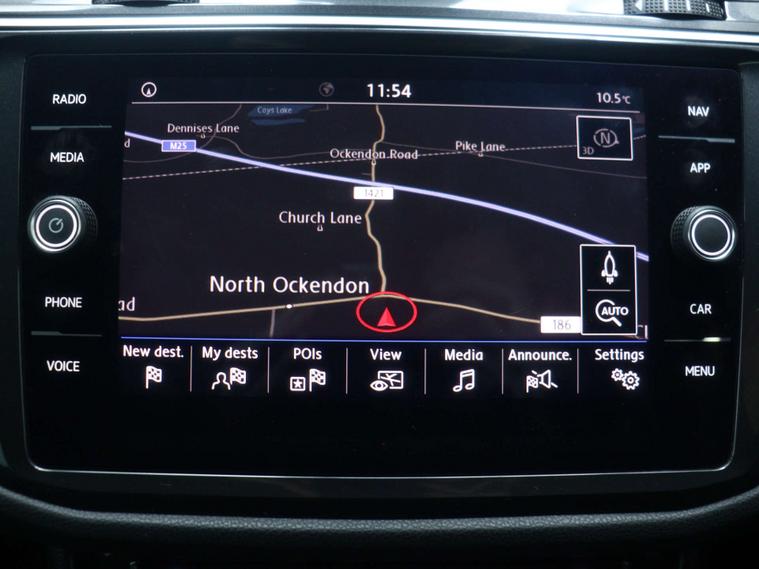 RADIO
MEDIA
PHONE
VOICE
11:54
10.5°C
Cays Lake
Dennises Lane
M25
Ockendon Road
Pike Lane
N
3D
1421
Church Lane
North Ockendon
ad
186
AUTO
New dest.
My dests
POIs
View
Media
Announce.
Settings
NAV
APP
CAR
MENU